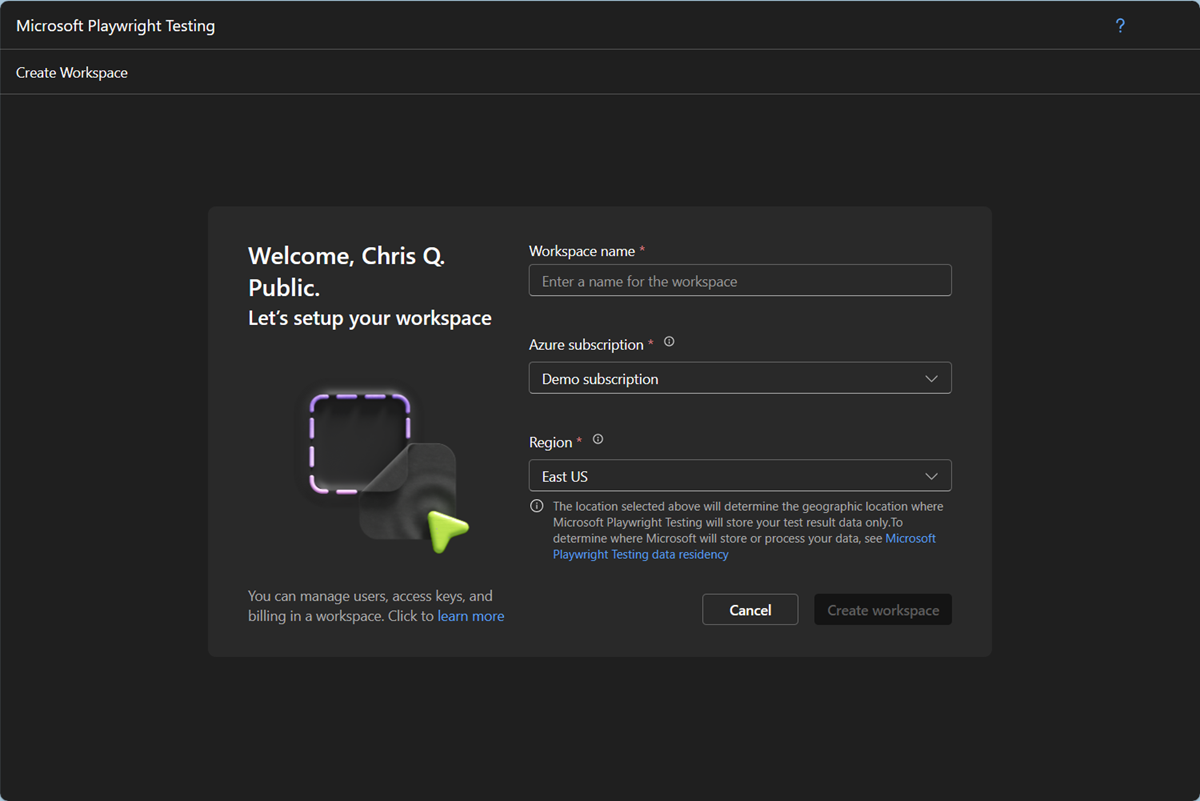 Microsoft Playwright Testing
?
Create Workspace
Welcome, Chris Q.
Public.
Let's setup your workspace
You can manage users, access keys, and
billing in a workspace. Click to learn more
Workspace name *
Enter a name for the workspace
Azure subscription *
Demo subscription
Region *
East US
The location selected above will determine the geographic location where
Microsoft Playwright Testing will store your test result data only.To
determine where Microsoft will store or process your data, see Microsoft
Playwright Testing data residency
Cancel
Create workspace